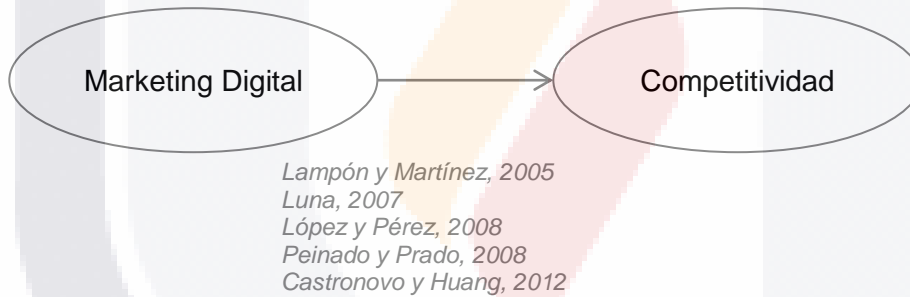 Marketing Digital
Competitividad
Lampón y Martínez, 2005
Luna, 2007
López y Pérez, 2008
Peinado y Prado, 2008
Castronovo y Huang, 2012